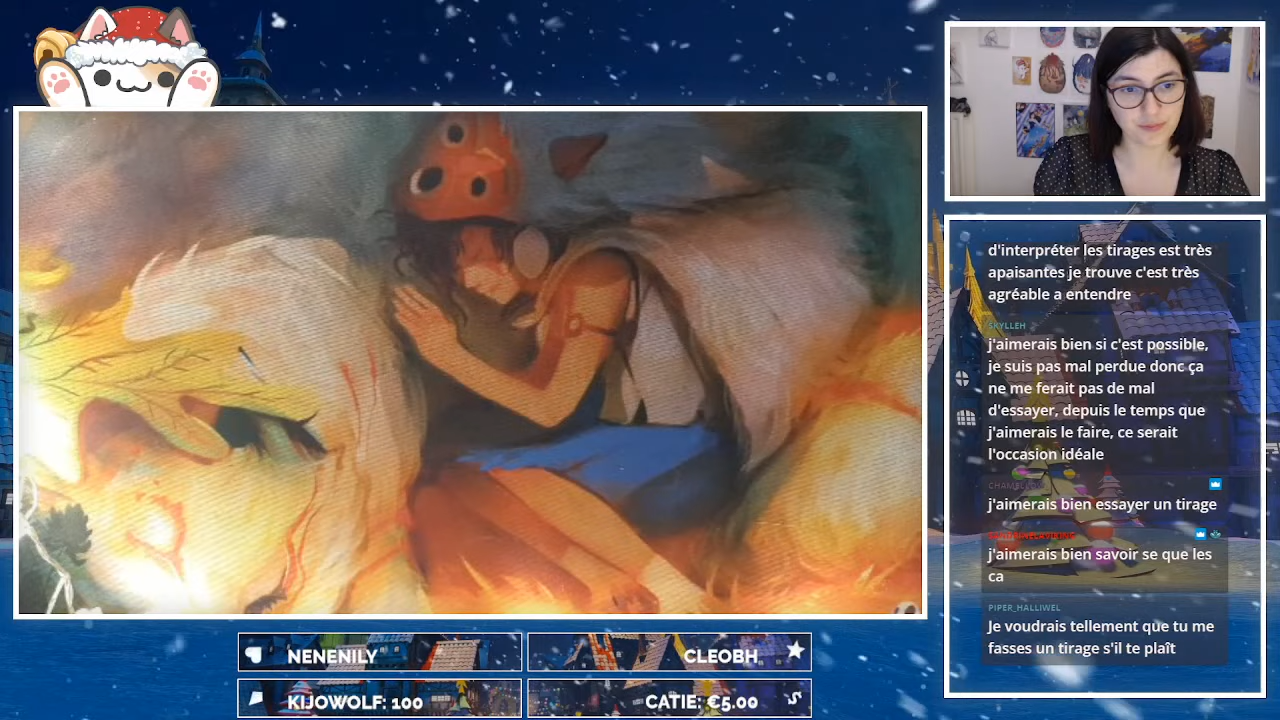 d'interpréter les tirages est très
apaisantes je trouve c'est très
agréable a entendre
SKYLLEH
j'aimerais bien si c'est possible,
je suis pas mal perdue donc ça
ne me ferait pas de mal
d'essayer, depuis le temps que
j'aimerais le faire, ce serait
l'occasion idéale
j'aimerais bien essayer un tirage
j'aimerais bien savoir se que les
ca
PIPER_HALLIWEL
Je voudrais tellement que tu me
fasses un tirage s'il te plaît
NENENILY
CLEOBH
KIJOWOLF: 100
CATIE: €5.00